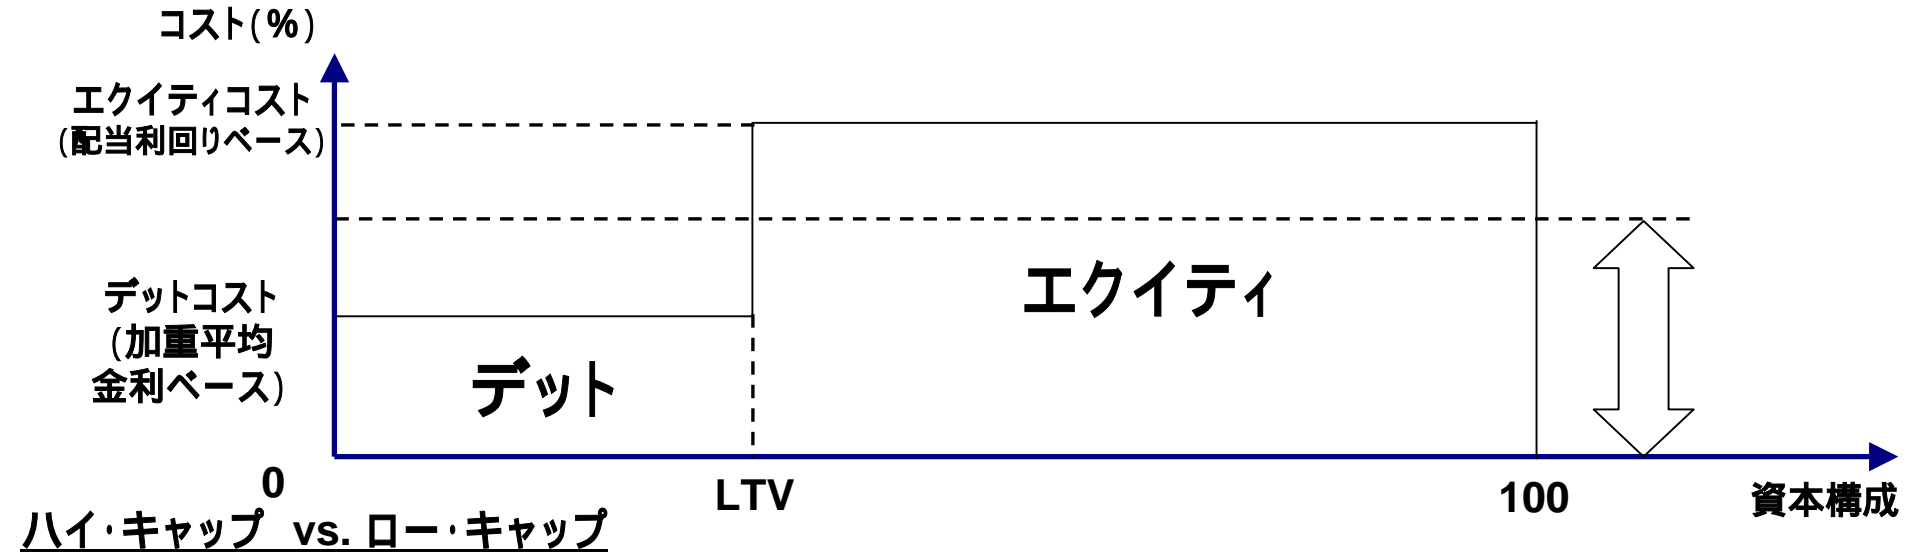 コスト(%)
エクイティコスト
(配当利回りベース)
デットコスト
(加重平均
金利ベース)
エクイティ
デット
0
LTV
100
資本構成
ハイ・キャップ vs. ロー・キャップ